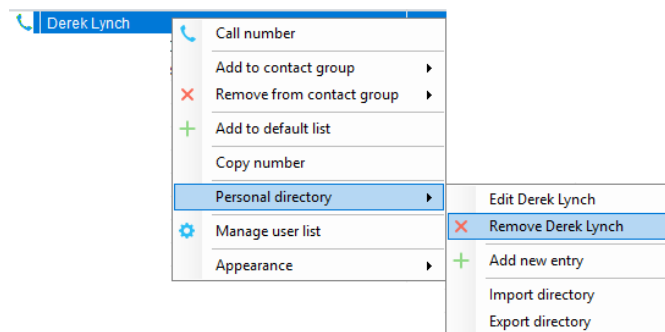 Derek Lynch
Call number
Add to contact group
Remove from contact group
Add to default list
Copy number
Personal directory
Manage user list
Appearance
Edit Derek Lynch
Remove Derek Lynch
Add new entry
Import directory
Export directory